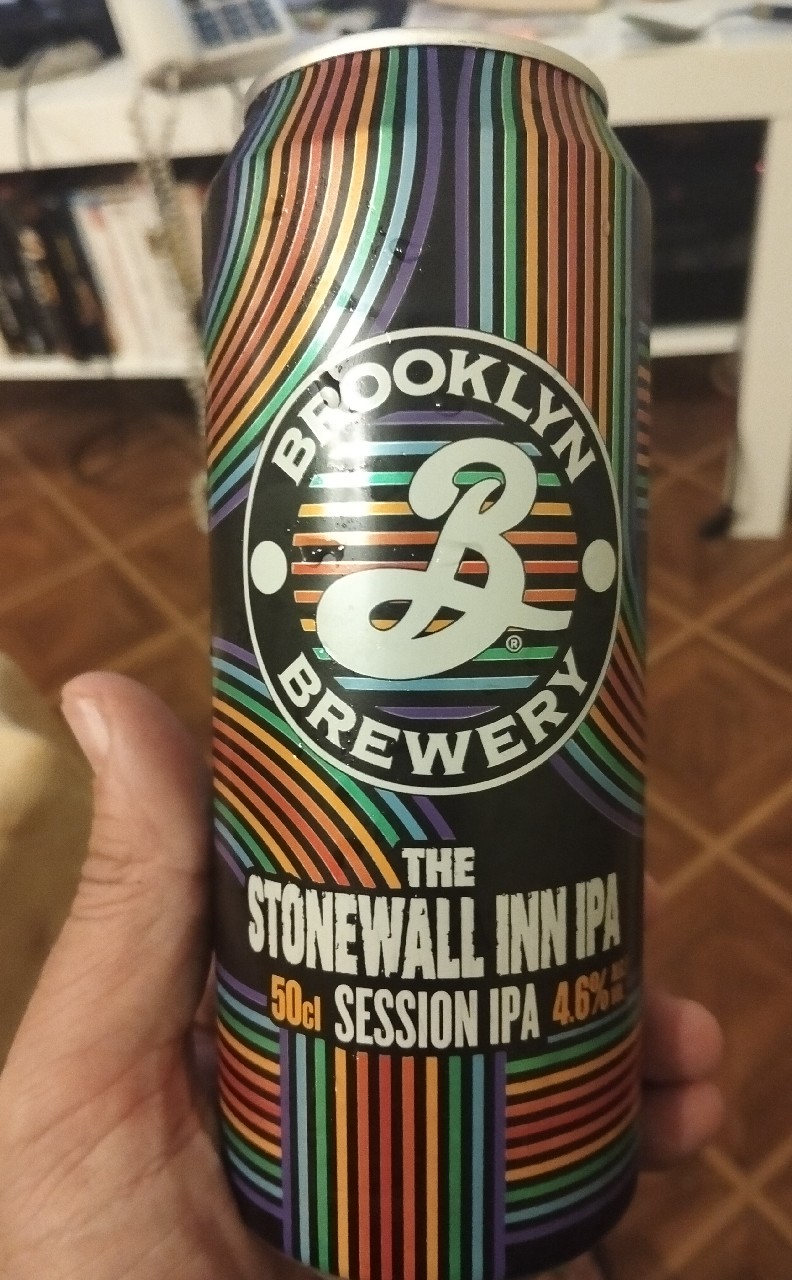 BROOKLYN
B
®
BREWERY
THE
STONEWALL INN IPA
50cl SESSION IPA 4.6%